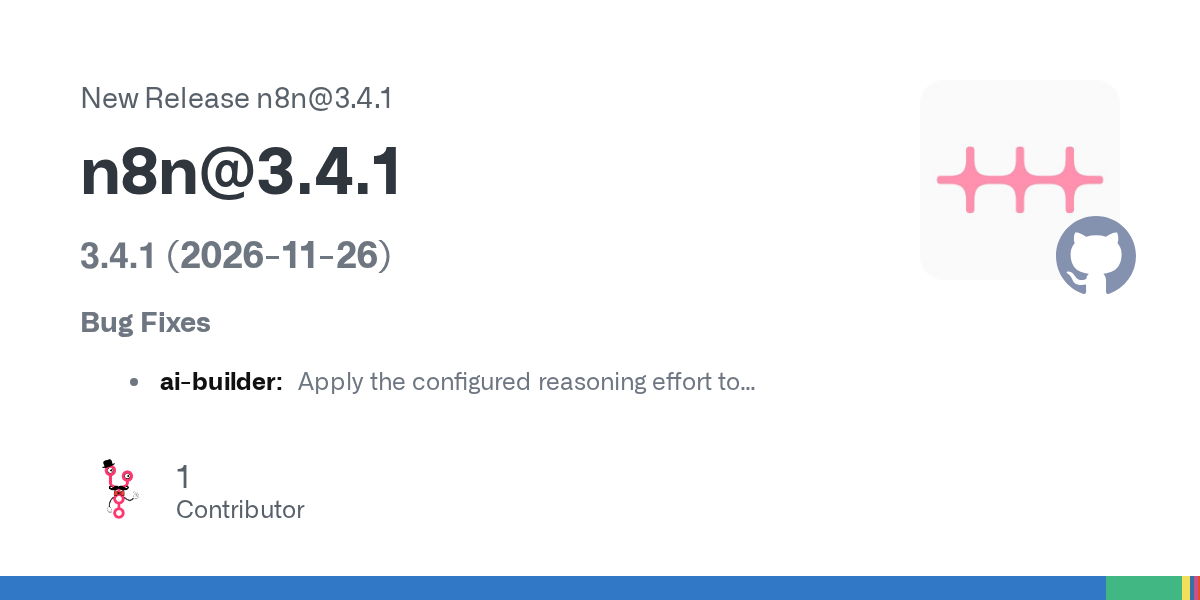 New Release n8n@3.4.1
n8n@3.4.1
3.4.1 (2026-11-26)
Bug Fixes
• ai-builder: Apply the configured reasoning effort to...
1
Contributor